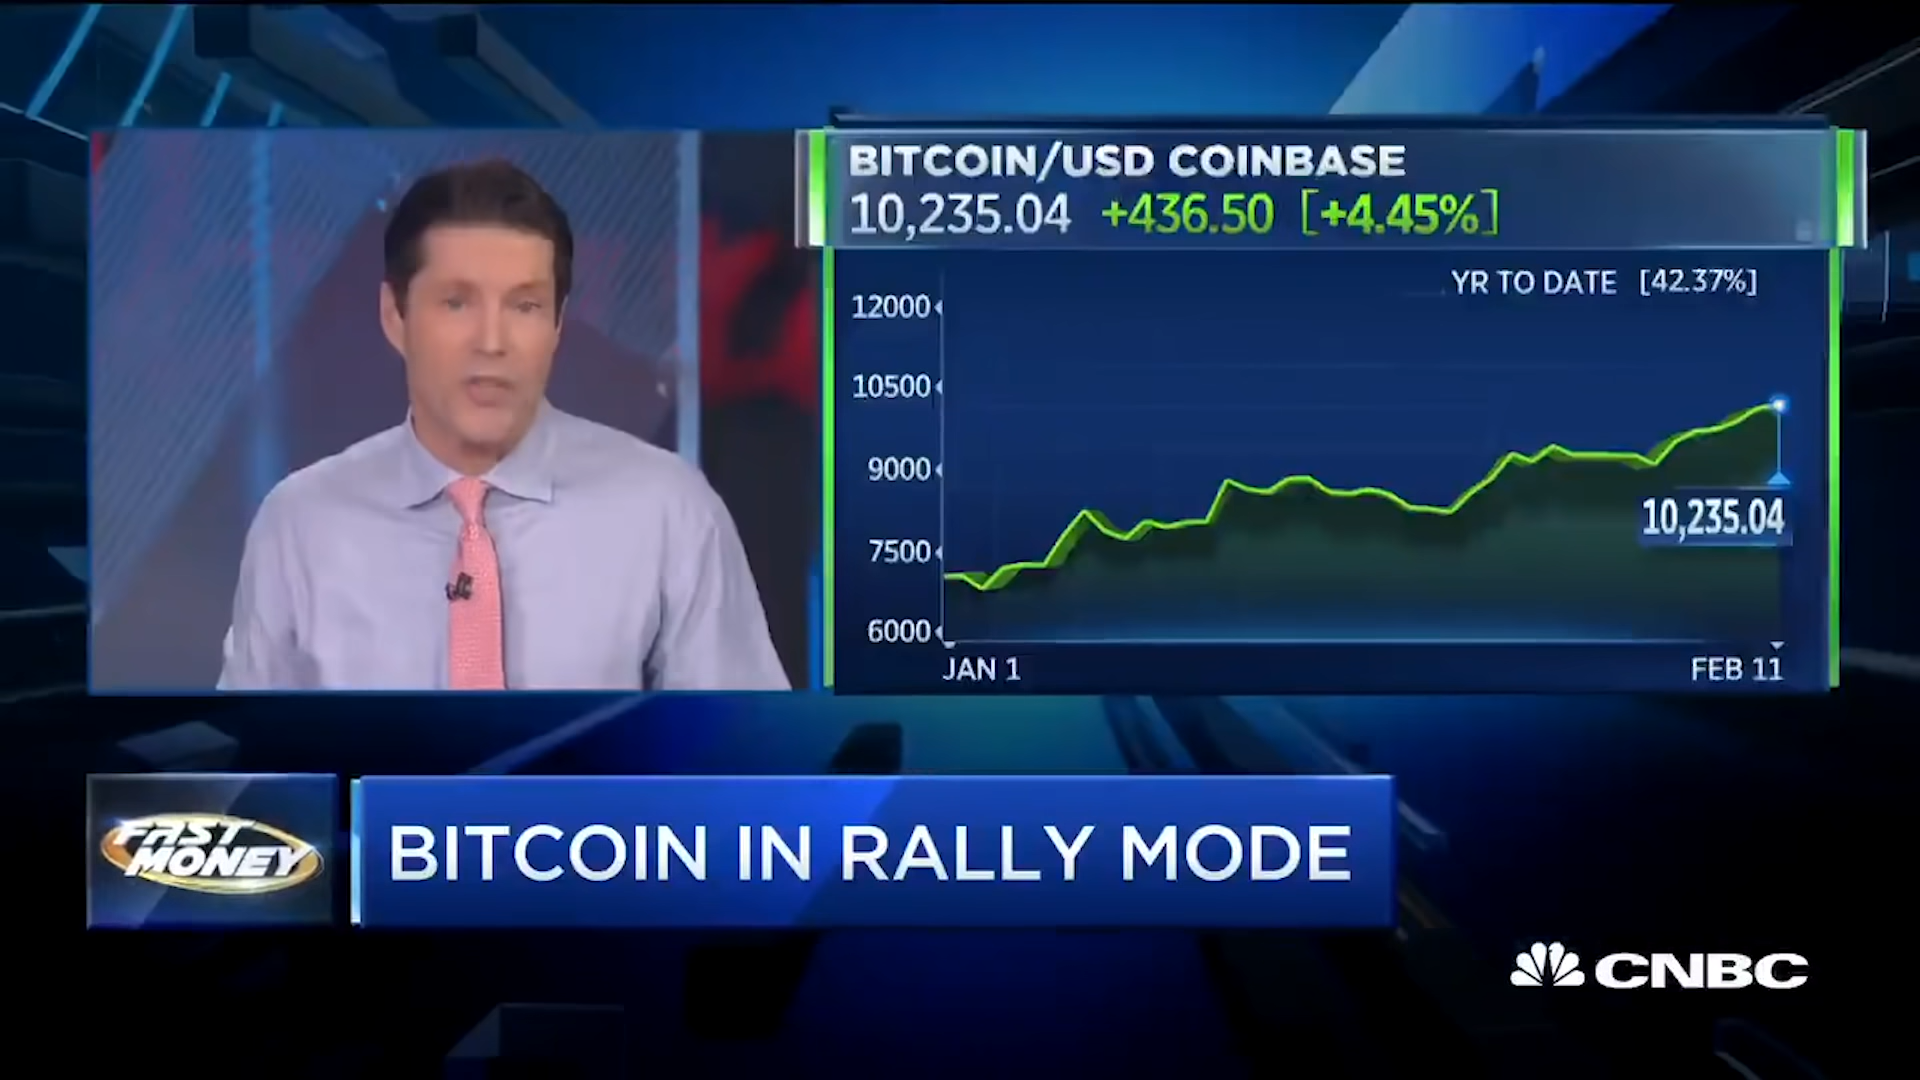 BITCOIN/USD COINBASE
10,235.04 +436.50 [+4.45%]
YR TO DATE [42.37%]
12000
10500
9000
7500
6000
10,235.04
JAN 1
FEB 11
FAST
MONEY
BITCOIN IN RALLY MODE
CNBC